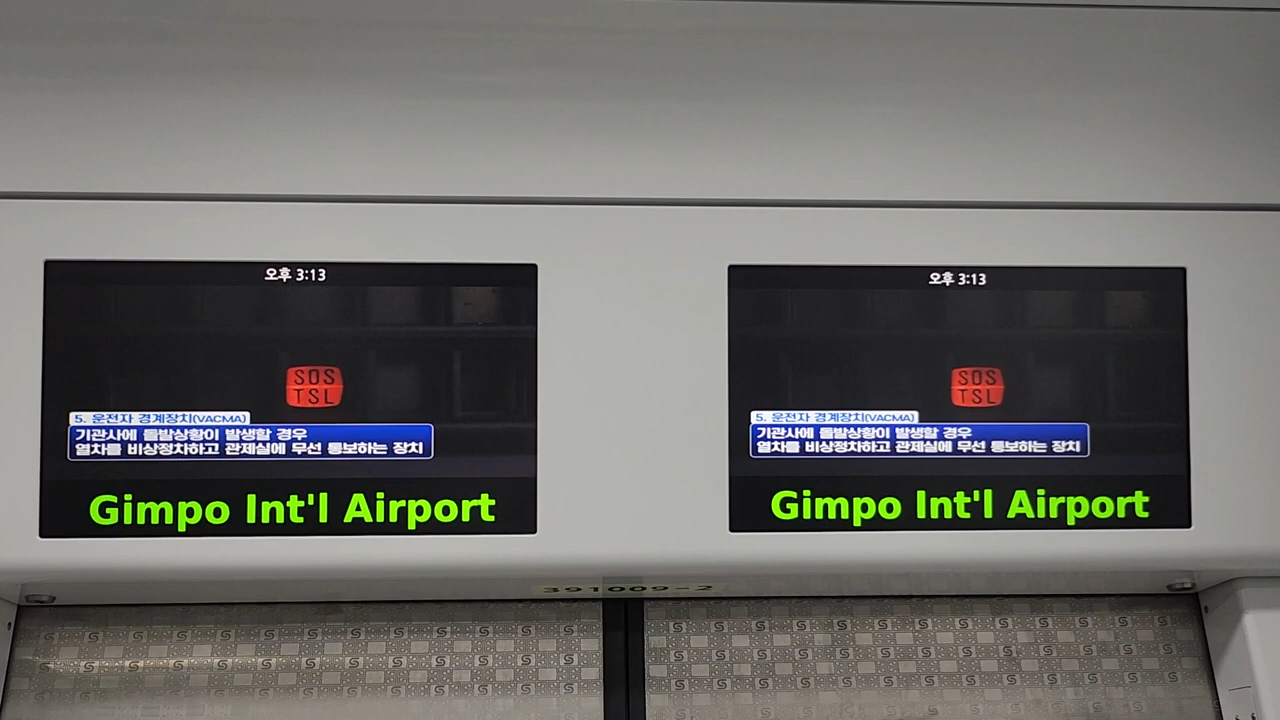 오후 3:13
SOS
TSL
5. 운전자 경계장치(VACMA)
기관사에 돌발상황이 발생할 경우
열차를 비상정차하고 관제실에 무선 통보하는 장치
Gimpo Int'l Airport
오후 3:13
SOS
TSL
5. 운전자 경계장치(VACMA)
기관사에 돌발상황이 발생할 경우
열차를 비상정차하고 관제실에 무선 통보하는 장치
Gimpo Int'l Airport
391009-2